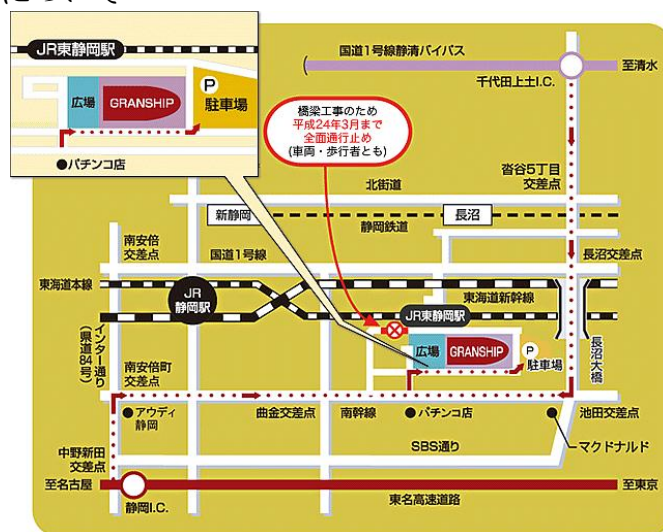 JR東静岡駅
広場
GRANSHIP
P
駐車場
●パチンコ店
国道1号線静清バイパス
至清水
千代田上土I.C.
橋梁工事のため
平成24年3月まで
全面通行止め
(車両・歩行者とも)
沓谷5丁目
交差点
北街道
新静岡
長沼
静岡鉄道
南安倍
交差点
国道1号線
長沼交差点
東海道本線
JR
静岡駅
東海道新幹線
JR東静岡駅
インター通り
(県道84号)
広場
GRANSHIP
P
駐車場
長沼大橋
南安倍町
交差点
●アウディ
静岡
曲金交差点
南幹線
●パチンコ店
池田交差点
マクドナルド
SBS通り
中野新田
交差点
至名古屋
静岡I.C.
東名高速道路
至東京